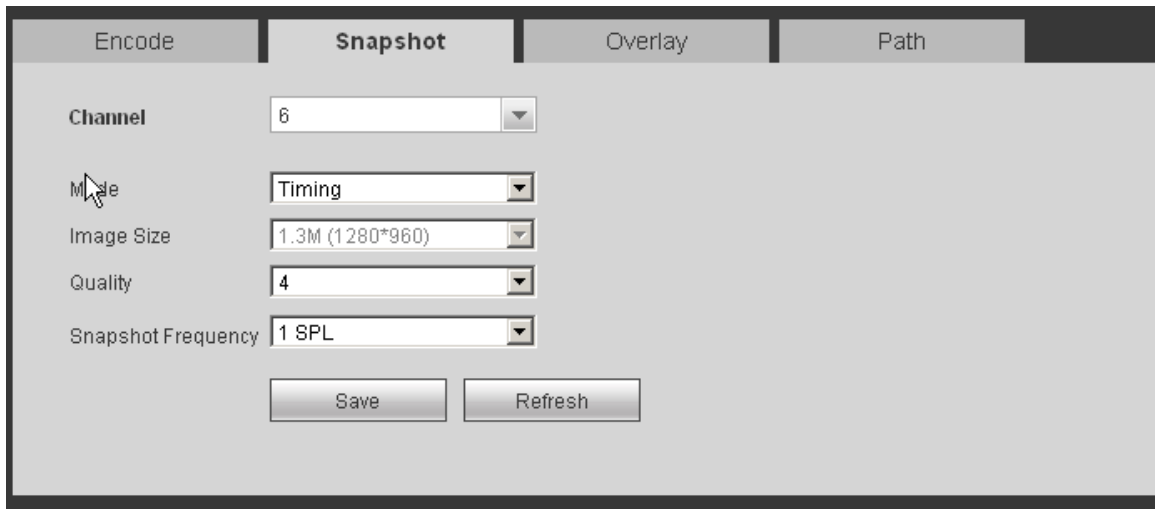 Encode Snapshot Overlay Path
Channel 6
Timing
Image Size 1.3M (1280*960)
Quality 4
Snapshot Frequency 1 SPL
Save Refresh